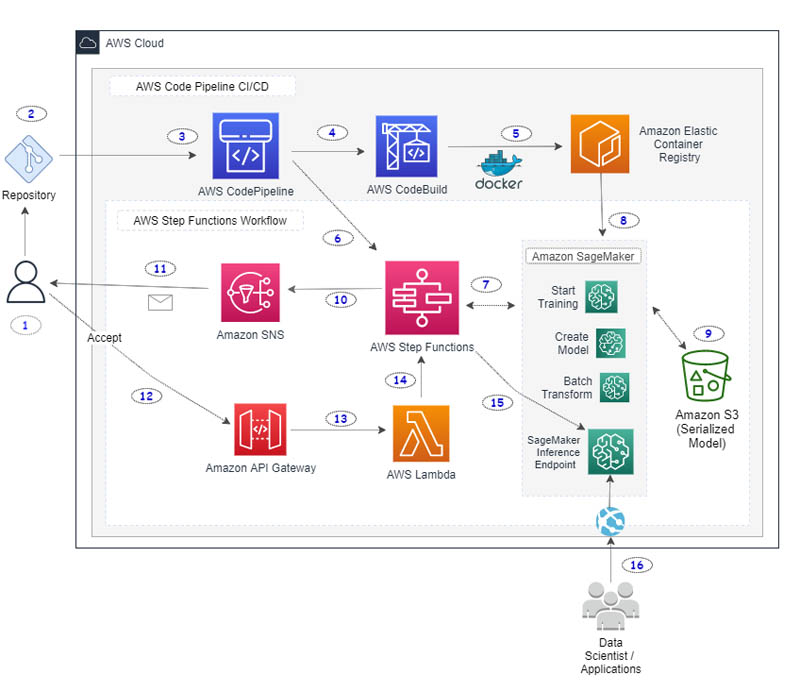 AWS Cloud
AWS Code Pipeline CI/CD
2
3
4
5
Amazon Elastic
Container
Registry
Repository
AWS CodePipeline
AWS CodeBuild
docker
AWS Step Functions Workflow
8
6
Amazon SageMaker
11
7
Start
Training
10
1
Amazon SNS
AWS Step Functions
Create
Model
9
Accept
14
Batch
Transform
12
15
13
Amazon S3
(Serialized
Model)
SageMaker
Inference
Endpoint
Amazon API Gateway
AWS Lambda
16
Data
Scientist /
Applications